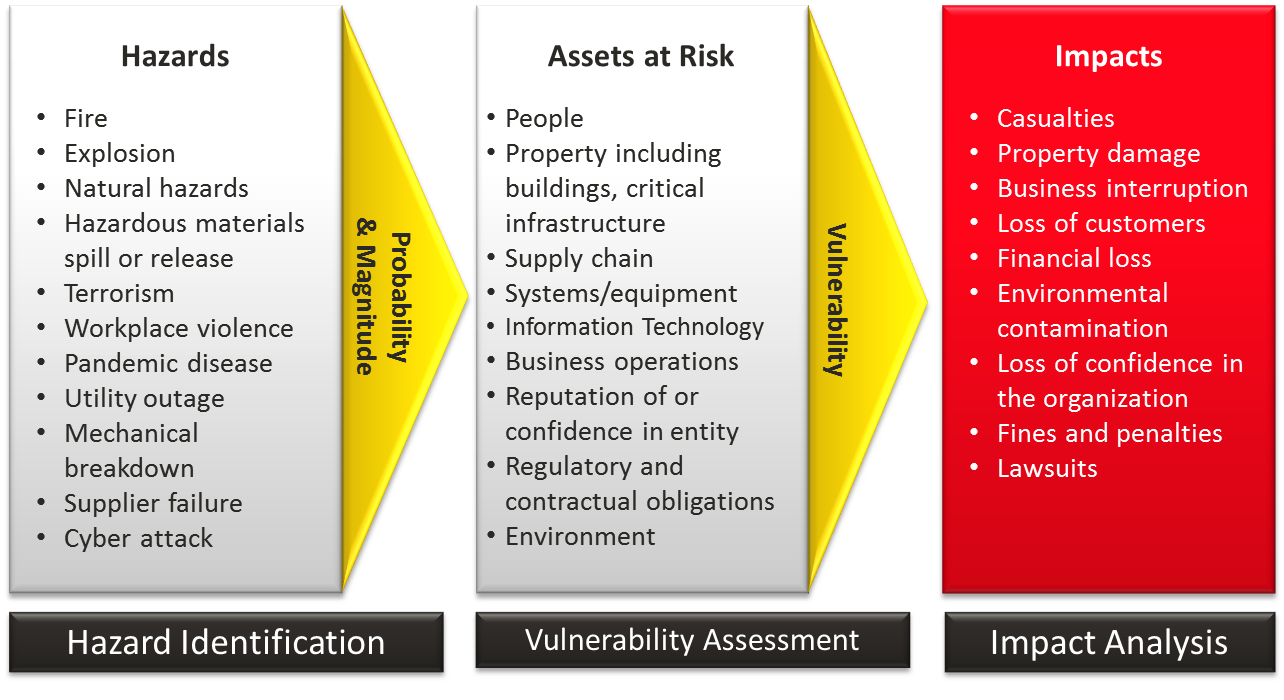 Hazards
• Fire
• Explosion
• Natural hazards
• Hazardous materials
spill or release
• Terrorism
• Workplace violence
• Pandemic disease
• Utility outage
• Mechanical
breakdown
• Supplier failure
• Cyber attack
Probability
& Magnitude
Assets at Risk
• People
• Property including
buildings, critical
infrastructure
• Supply chain
• Systems/equipment
• Information Technology
• Business operations
• Reputation of or
confidence in entity
• Regulatory and
contractual obligations
• Environment
Vulnerability
Impacts
• Casualties
• Property damage
• Business interruption
• Loss of customers
• Financial loss
• Environmental
contamination
• Loss of confidence in
the organization
• Fines and penalties
• Lawsuits
Hazard Identification
Vulnerability Assessment
Impact Analysis